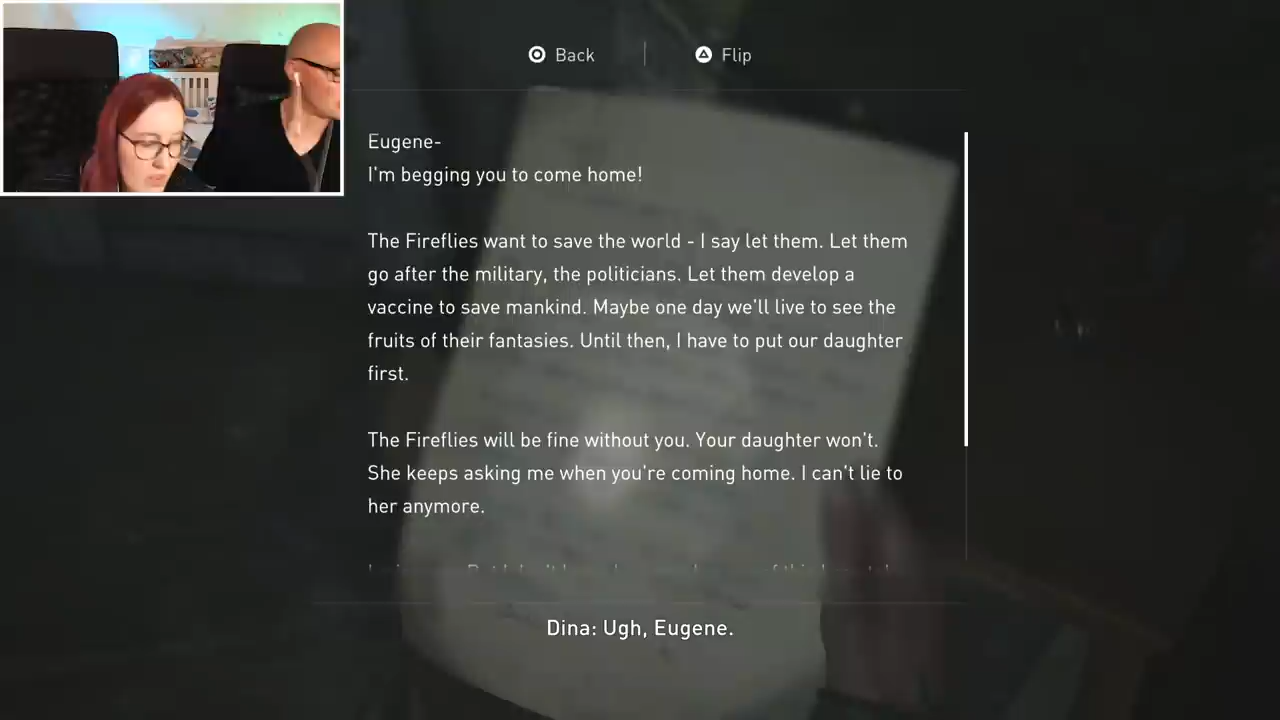 Back
Flip
Eugene-
I'm begging you to come home!
The Fireflies want to save the world - I say let them. Let them
go after the military, the politicians. Let them develop a
vaccine to save mankind. Maybe one day we'll live to see the
fruits of their fantasies. Until then, I have to put our daughter
first.
The Fireflies will be fine without you. Your daughter won't.
She keeps asking me when you're coming home. I can't lie to
her anymore.
Dina: Ugh, Eugene.